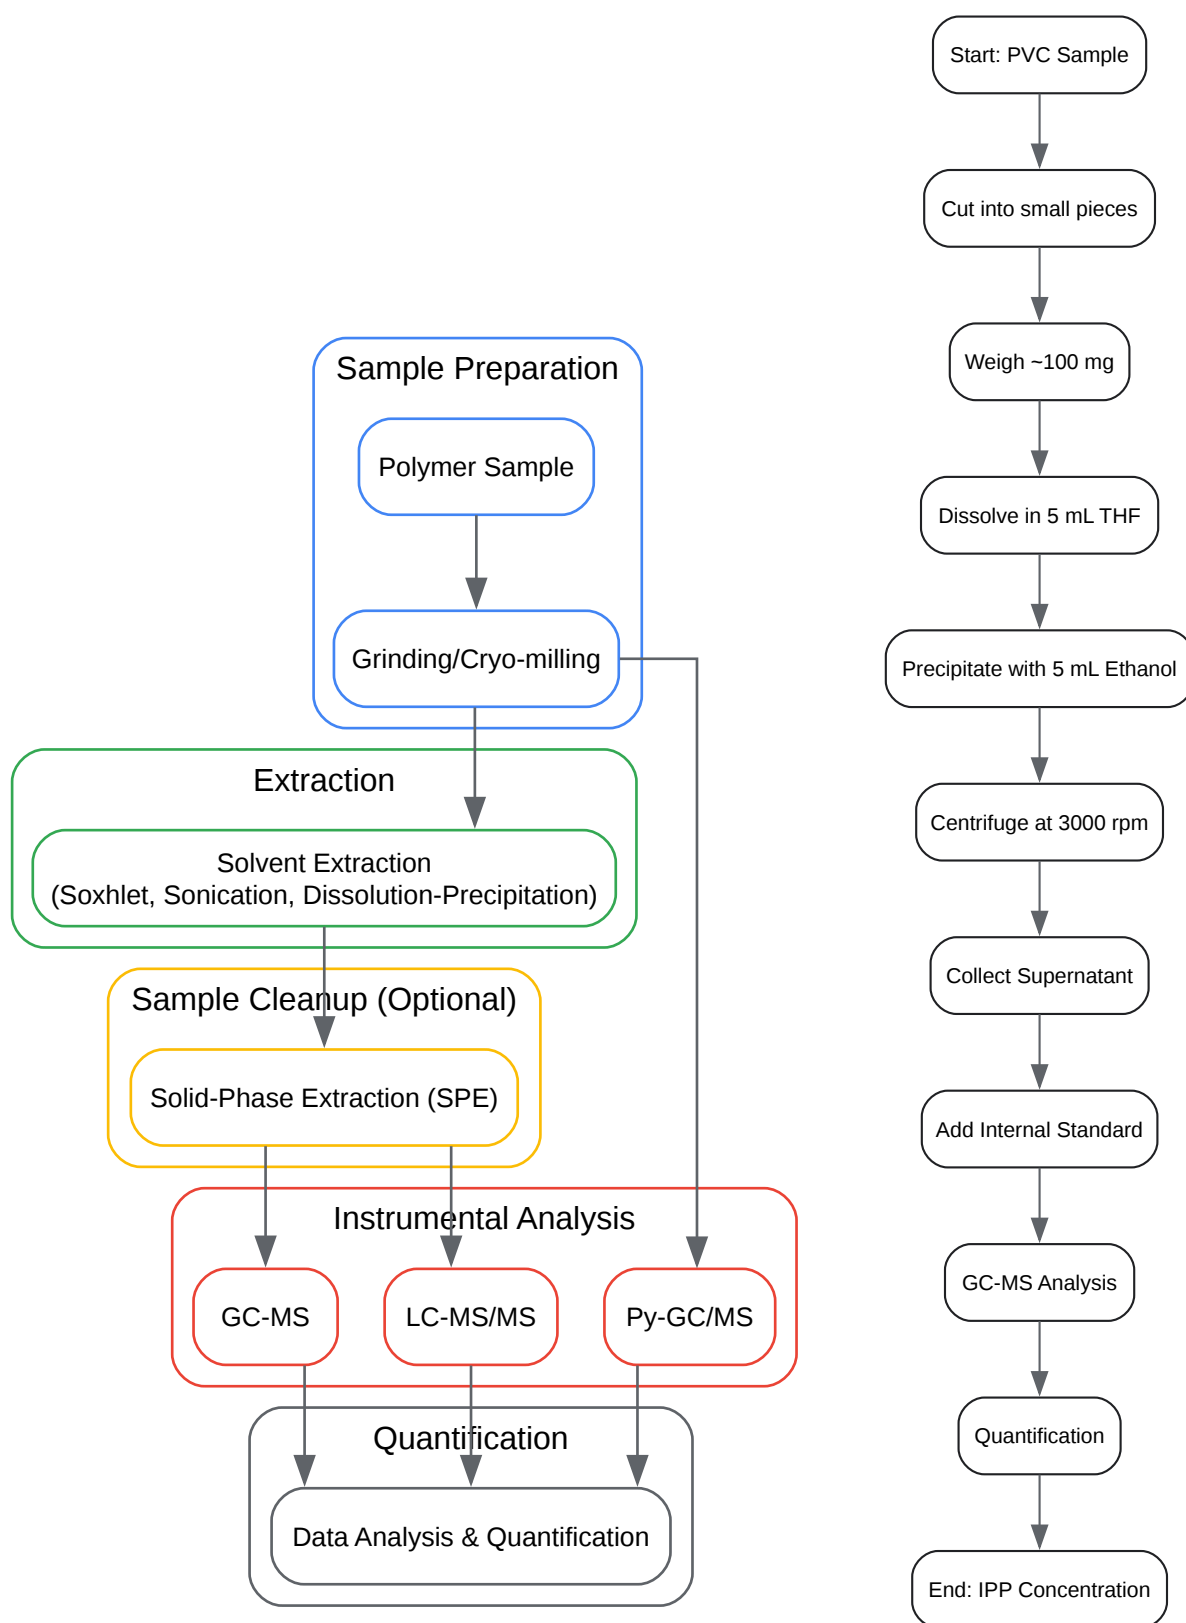 Sample Preparation
Polymer Sample
Grinding/Cryo-milling
Extraction
Solvent Extraction
(Soxhlet, Sonication, Dissolution-Precipitation)
Sample Cleanup (Optional)
Solid-Phase Extraction (SPE)
Instrumental Analysis
GC-MS
LC-MS/MS
Py-GC/MS
Quantification
Data Analysis & Quantification
Start: PVC Sample
Cut into small pieces
Weigh ~100 mg
Dissolve in 5 mL THF
Precipitate with 5 mL Ethanol
Centrifuge at 3000 rpm
Collect Supernatant
Add Internal Standard
GC-MS Analysis
Quantification
End: IPP Concentration